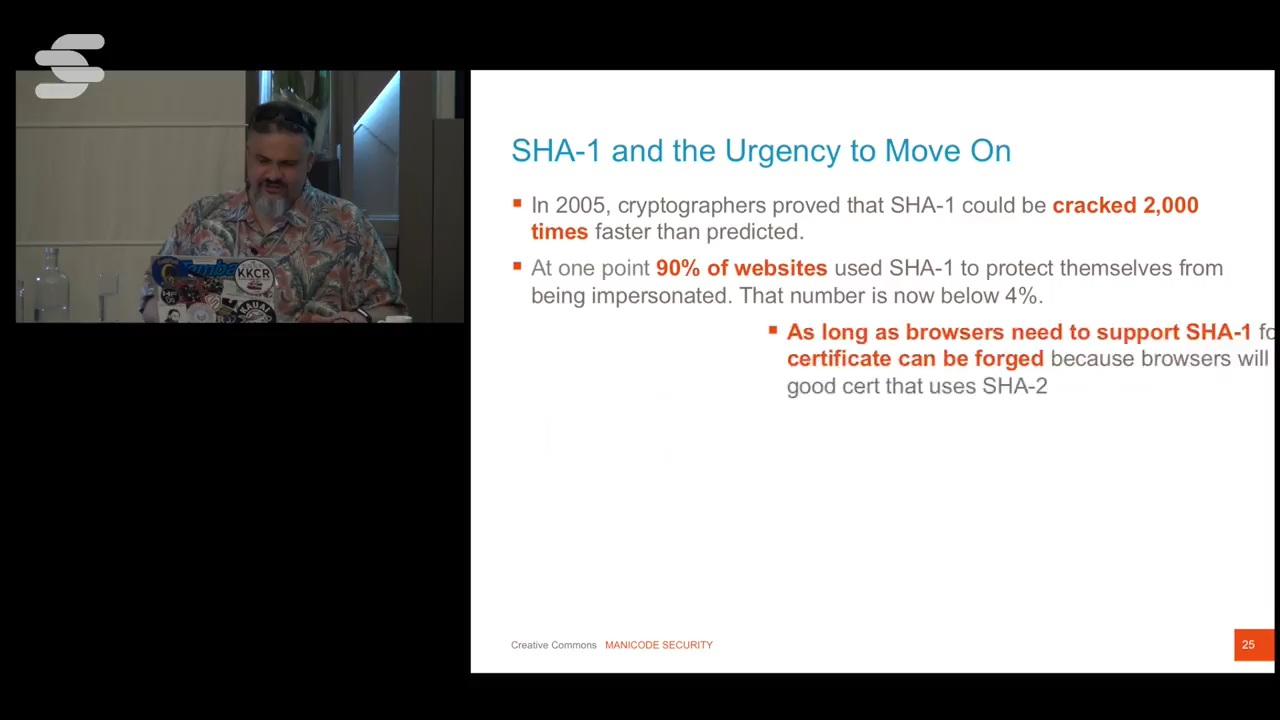 SHA-1 and the Urgency to Move On
In 2005, cryptographers proved that SHA-1 could be cracked 2,000
times faster than predicted.
At one point 90% of websites used SHA-1 to protect themselves from
being impersonated. That number is now below 4%.
As long as browsers need to support SHA-1 fo
certificate can be forged because browsers will
good cert that uses SHA-2
KKCR
KAUAI
Creative Commons MANICODE SECURITY
25